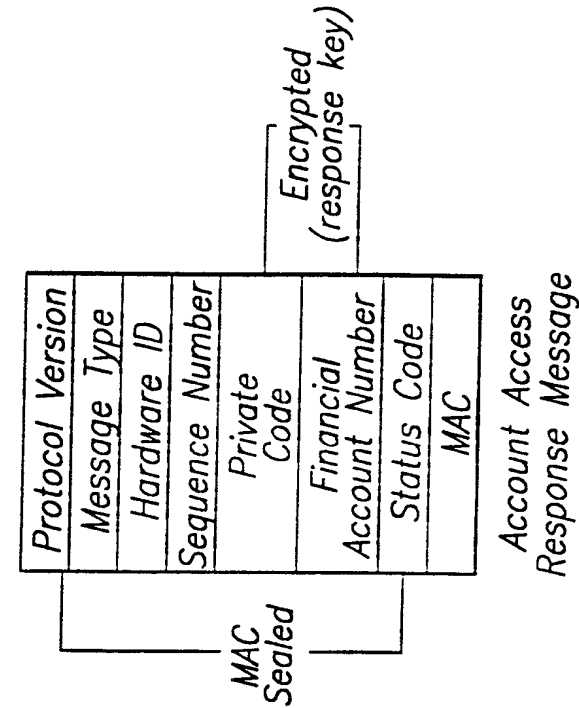 Protocol Version
Message Type
Hardware ID
Sequence Number
Private
Code
Financial
Account Number
Status Code
MAC
MAC
Sealed
Encrypted
(response key)
Account Access
Response Message